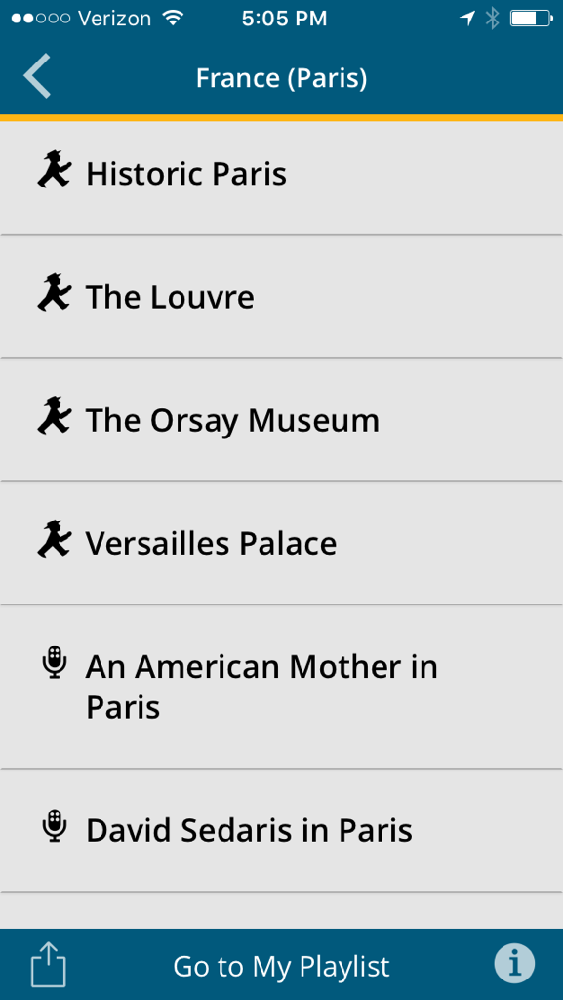 Verizon 5:05 PM
France (Paris)
Historic Paris
The Louvre
The Orsay Museum
Versailles Palace
An American Mother in
Paris
David Sedaris in Paris
Go to My Playlist